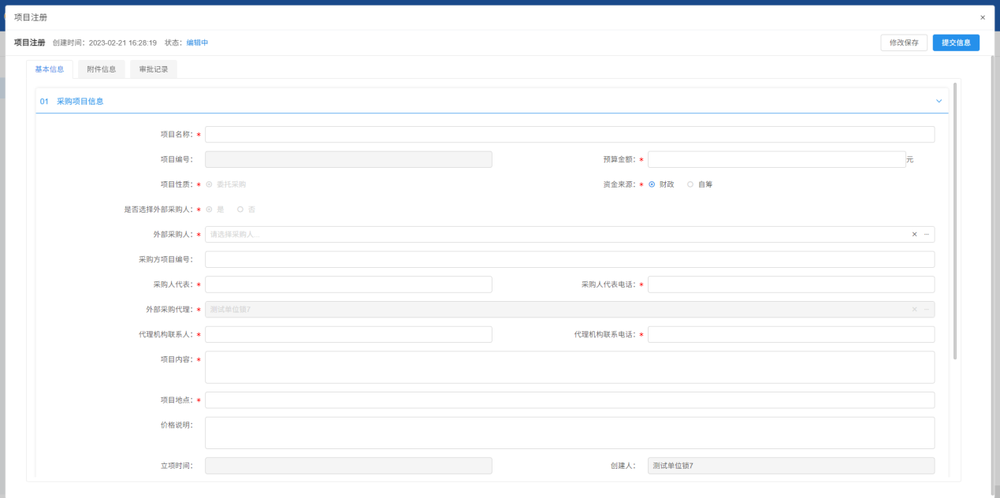 项目注册 ×
项目注册 创建时间：2023-02-21 16:28:19 状态：编辑中 修改保存 提交信息
基本信息 附件信息 审批记录
01 采购项目信息
项目名称：*
项目编号： 预算金额：* 元
项目性质：* 委托采购 资金来源：* 财政 自筹
是否选择外部采购人：* 是 否
外部采购人：* 请选择采购人...
采购方项目编号：
采购人代表：* 采购人代表电话：*
外部采购代理：* 测试单位锁7
代理机构联系人：* 代理机构联系电话：*
项目内容：*
项目地点：*
价格说明：
立项时间： 创建人： 测试单位锁7